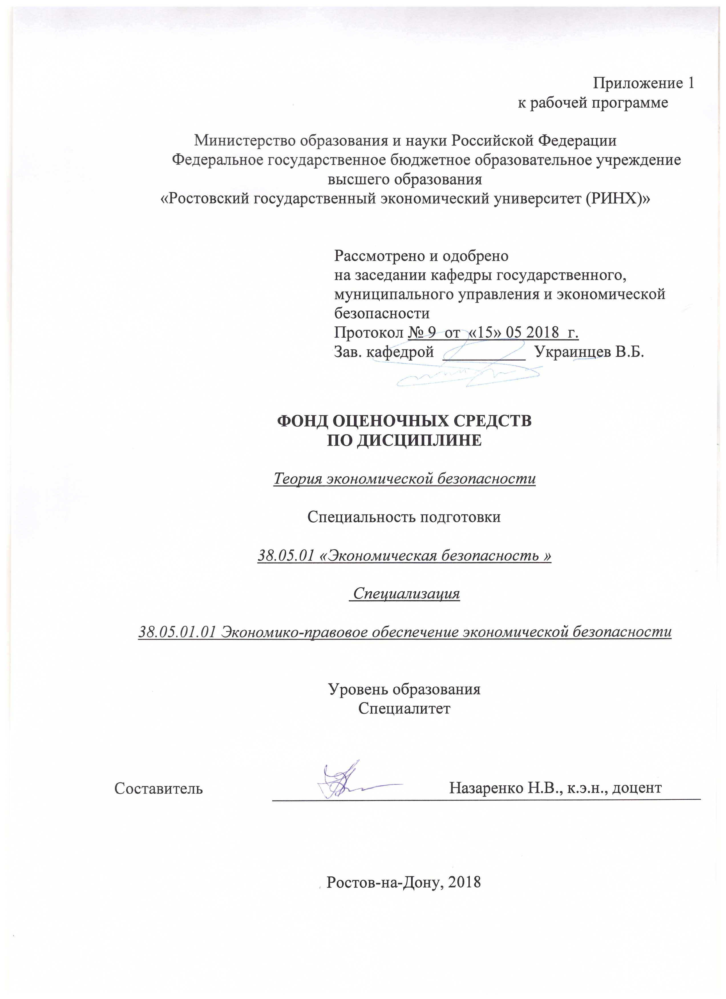 Приложение 1
к рабочей программе
Министерство образования и науки Российской Федерации
Федеральное государственное бюджетное образовательное учреждение
высшего образования
«Ростовский государственный экономический университет (РИНХ)»
Рассмотрено и одобрено
на заседании кафедры государственного,
муниципального управления и экономической
безопасности
Протокол № 9 от «15» 05 2018 г.
Зав. кафедрой __________ Украинцев В.Б.
ФОНД ОЦЕНОЧНЫХ СРЕДСТВ
ПО ДИСЦИПЛИНЕ
Теория экономической безопасности
Специальность подготовки
38.05.01 «Экономическая безопасность »
Специализация
38.05.01.01 Экономико-правовое обеспечение экономической безопасности
Уровень образования
Специалитет
Составитель Назаренко Н.В., к.э.н., доцент
Ростов-на-Дону, 2018